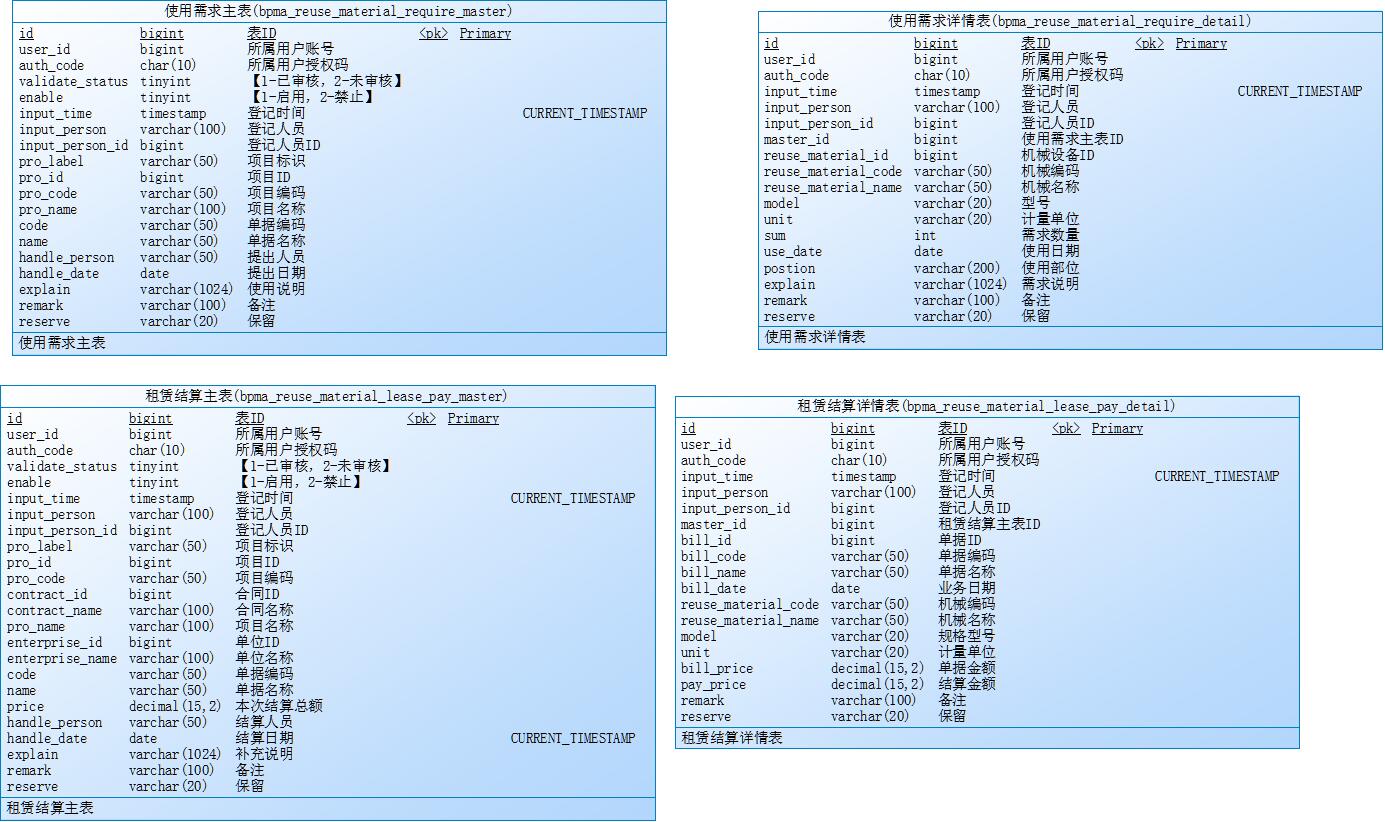 使用需求主表(bpma_reuse_material_require_master)
id bigint 表ID <pk> Primary
user_id bigint 所属用户账号
auth_code char(10) 所属用户授权码
validate_status tinyint 【1-已审核，2-未审核】
enable tinyint 【1-启用，2-禁止】
input_time timestamp 登记时间 CURRENT_TIMESTAMP
input_person varchar(100) 登记人员
input_person_id bigint 登记人员ID
pro_label varchar(50) 项目标识
pro_id bigint 项目ID
pro_code varchar(50) 项目编码
pro_name varchar(100) 项目名称
code varchar(50) 单据编码
name varchar(50) 单据名称
handle_person varchar(50) 提出人员
handle_date date 提出日期
explain varchar(1024) 使用说明
remark varchar(100) 备注
reserve varchar(20) 保留
使用需求主表
使用需求详情表(bpma_reuse_material_require_detail)
id bigint 表ID <pk> Primary
user_id bigint 所属用户账号
auth_code char(10) 所属用户授权码
input_time timestamp 登记时间 CURRENT_TIMESTAMP
input_person varchar(100) 登记人员
input_person_id bigint 登记人员ID
master_id bigint 使用需求主表ID
reuse_material_id bigint 机械设备ID
reuse_material_code varchar(50) 机械编码
reuse_material_name varchar(50) 机械名称
model varchar(20) 型号
unit varchar(20) 计量单位
sum int 需求数量
use_date date 使用日期
postion varchar(200) 使用部位
explain varchar(1024) 需求说明
remark varchar(100) 备注
reserve varchar(20) 保留
使用需求详情表
租赁结算主表(bpma_reuse_material_lease_pay_master)
id bigint 表ID <pk> Primary
user_id bigint 所属用户账号
auth_code char(10) 所属用户授权码
validate_status tinyint 【1-已审核，2-未审核】
enable tinyint 【1-启用，2-禁止】
input_time timestamp 登记时间 CURRENT_TIMESTAMP
input_person varchar(100) 登记人员
input_person_id bigint 登记人员ID
pro_label varchar(50) 项目标识
pro_id bigint 项目ID
pro_code varchar(50) 项目编码
contract_id bigint 合同ID
contract_name varchar(100) 合同名称
pro_name varchar(100) 项目名称
enterprise_id bigint 单位ID
enterprise_name varchar(100) 单位名称
code varchar(50) 单据编码
name varchar(50) 单据名称
price decimal(15,2) 本次结算总额
handle_person varchar(50) 结算人员
handle_date date 结算日期 CURRENT_TIMESTAMP
explain varchar(1024) 补充说明
remark varchar(100) 备注
reserve varchar(20) 保留
租赁结算主表
租赁结算详情表(bpma_reuse_material_lease_pay_detail)
id bigint 表ID <pk> Primary
user_id bigint 所属用户账号
auth_code char(10) 所属用户授权码
input_time timestamp 登记时间 CURRENT_TIMESTAMP
input_person varchar(100) 登记人员
input_person_id bigint 登记人员ID
master_id bigint 租赁结算主表ID
bill_id bigint 单据ID
bill_code varchar(50) 单据编码
bill_name varchar(50) 单据名称
bill_date date 业务日期
reuse_material_code varchar(50) 机械编码
reuse_material_name varchar(50) 机械名称
model varchar(20) 规格型号
unit varchar(20) 计量单位
bill_price decimal(15,2) 单据金额
pay_price decimal(15,2) 结算金额
remark varchar(100) 备注
reserve varchar(20) 保留
租赁结算详情表